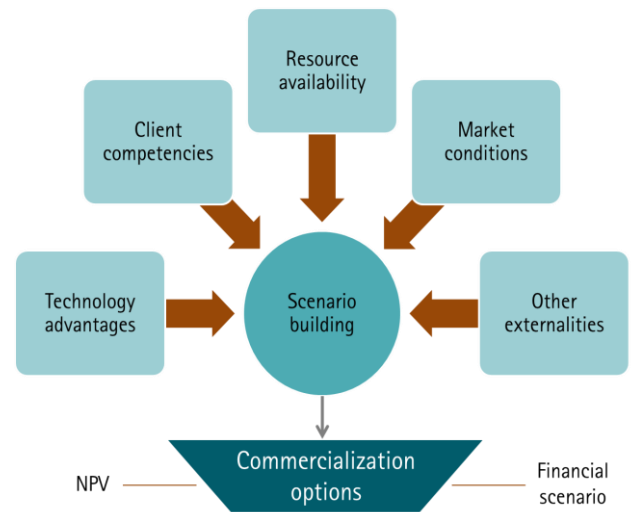 Resource
availability
Client
competencies
Market
conditions
Technology
advantages
Scenario
building
Other
externalities
Commercialization
options
NPV
Financial
scenario